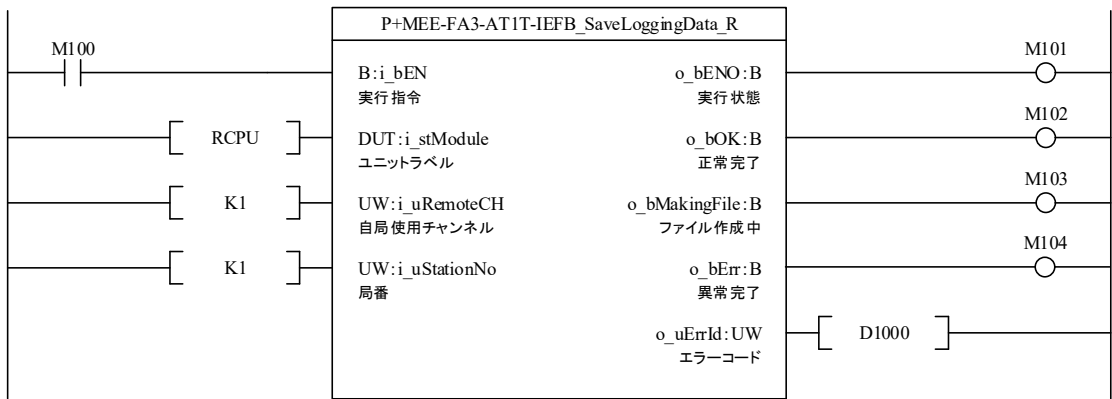 P+MEE-FA3-AT1T-IEFB_SaveLoggingData_R
M100
M101
B:i_bEN
o_bENO:B
実行指令
実行状態
M102
RCPU
DUT:i_stModule
o_bOK:B
ユニットラベル
正常完了
M103
K1
UW:i_uRemoteCH
o_bMakingFile:B
自局使用チャンネル
ファイル作成中
M104
K1
UW:i_uStationNo
o_bErr:B
局番
異常完了
o_uErrId:UW
D1000
エラーコード